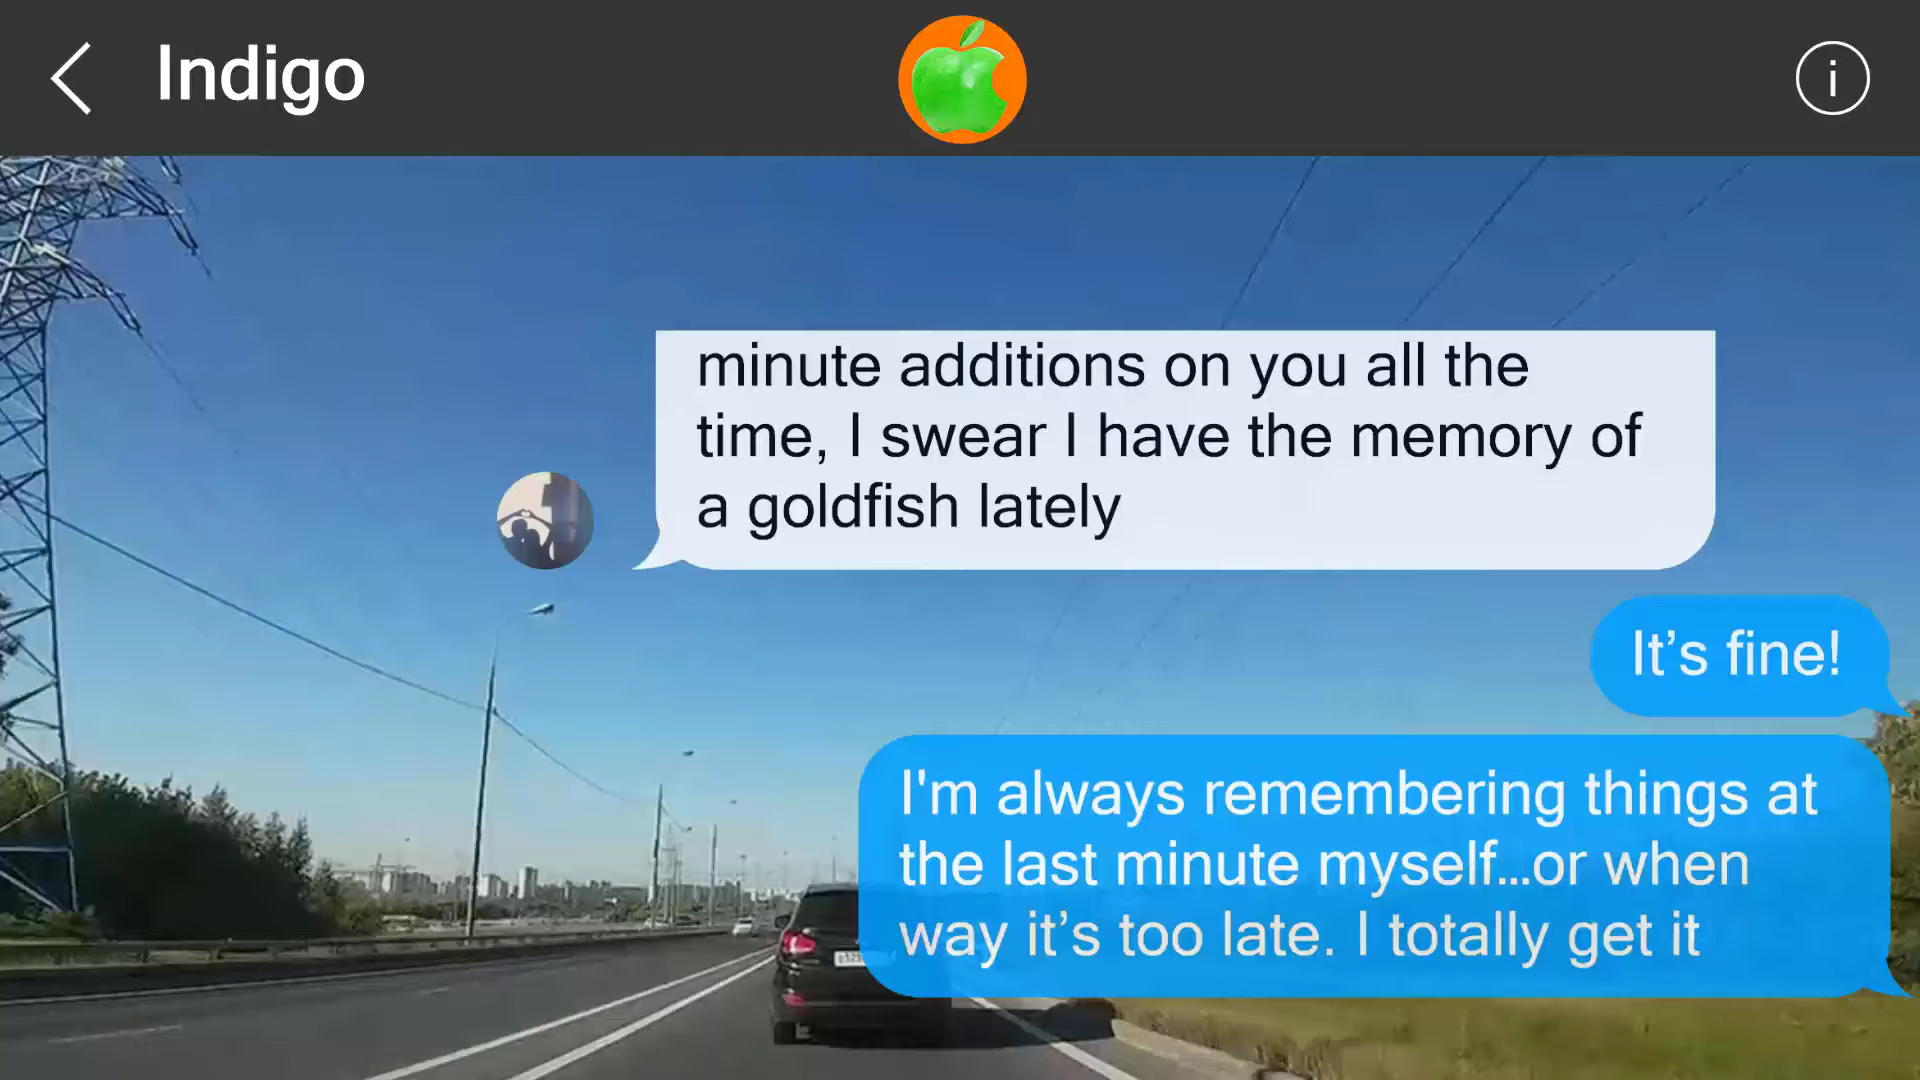 Indigo
i
minute additions on you all the
time, I swear I have the memory of
a goldfish lately
It’s fine!
I'm always remembering things at
the last minute myself...or when
way it’s too late. I totally get it